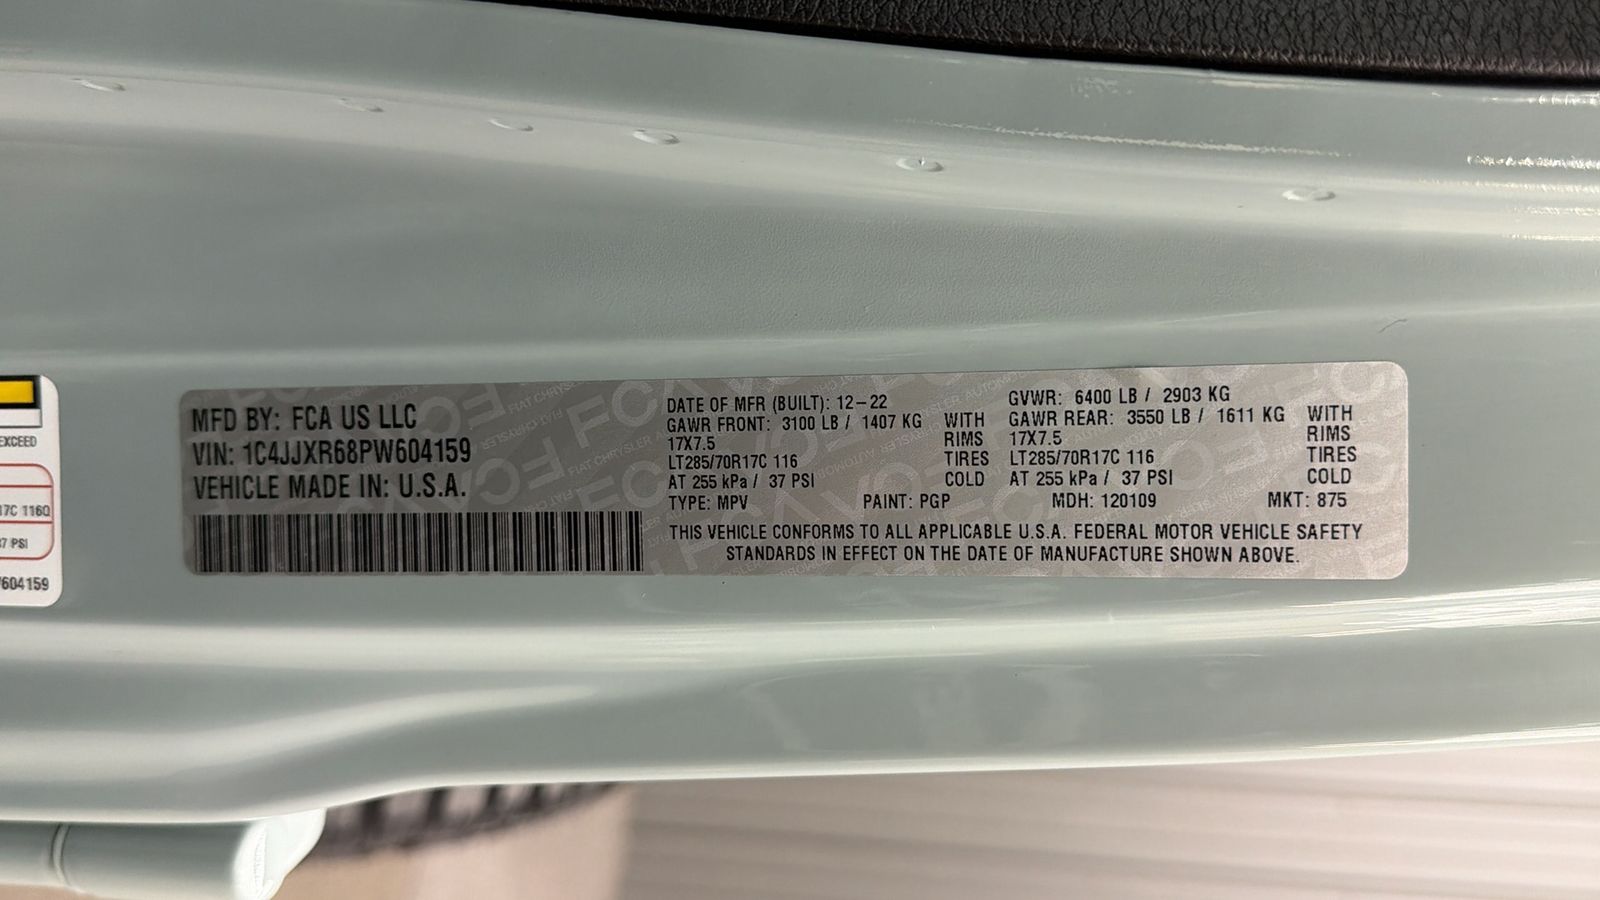 MFD BY: FCA US LLC
VIN: 1C4JJXR68PW604159
VEHICLE MADE IN: U.S.A.
DATE OF MFR (BUILT): 12-22
GAWR FRONT: 3100 LB / 1407 KG WITH
17X7.5 RIMS
LT285/70R17C 116 TIRES
AT 255 kPa / 37 PSI COLD
GVWR: 6400 LB / 2903 KG
GAWR REAR: 3550 LB / 1611 KG WITH
17X7.5 RIMS
LT285/70R17C 116 TIRES
AT 255 kPa / 37 PSI COLD
TYPE: MPV PAINT: PGP MDH: 120109 MKT: 875
THIS VEHICLE CONFORMS TO ALL APPLICABLE U.S.A. FEDERAL MOTOR VEHICLE SAFETY
STANDARDS IN EFFECT ON THE DATE OF MANUFACTURE SHOWN ABOVE.
EXCEED
17C 116Q
37 PSI
604159